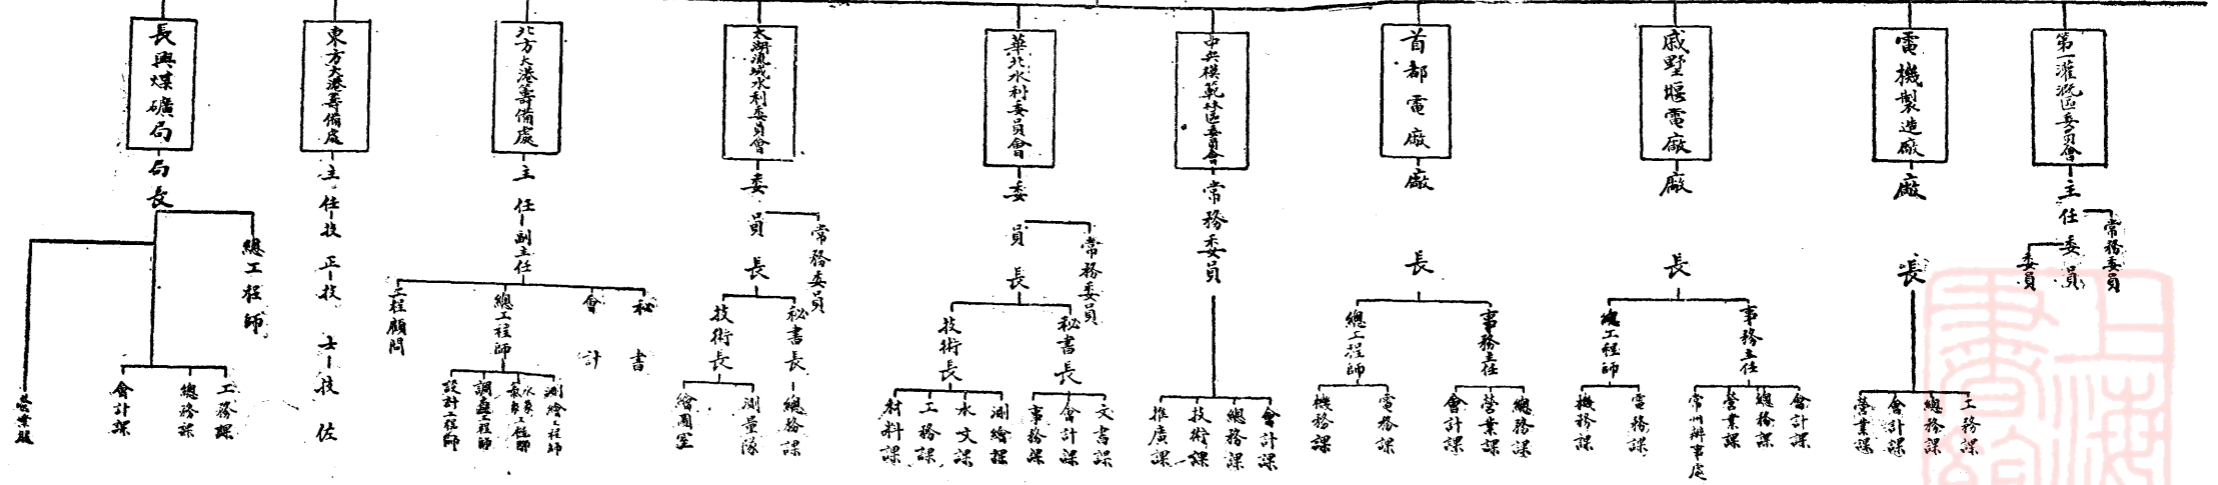 第一灌溉區委員會
主任委員
常務委員
委員
電機製造廠
廠長
工務課
總務課
會計課
營業課
戚墅堰電廠
廠長
事務主任
會計課
總務課
營業課
常州辦事處
總工程師
電務課
機務課
首都電廠
廠長
事務主任
總務課
營業課
會計課
總工程師
電務課
機務課
中央模範林區委員會
常務委員
會計課
總務課
技術課
推廣課
華北水利委員會
委員長
常務委員
秘書長
文書課
會計課
事務課
技術長
測繪課
水文課
工務課
材料課
太湖流域水利委員會
委員長
常務委員
秘書長
總務課
技術長
測量隊
繪圖室
北方大港籌備處
主任
副主任
秘書
會計
總工程師
測繪工程師
調查工程師
設計工程師
工程顧問
東方大港籌備處
主任
技正
技士
技佐
長興煤礦局
局長
總工程師
工務課
總務課
會計課
上海